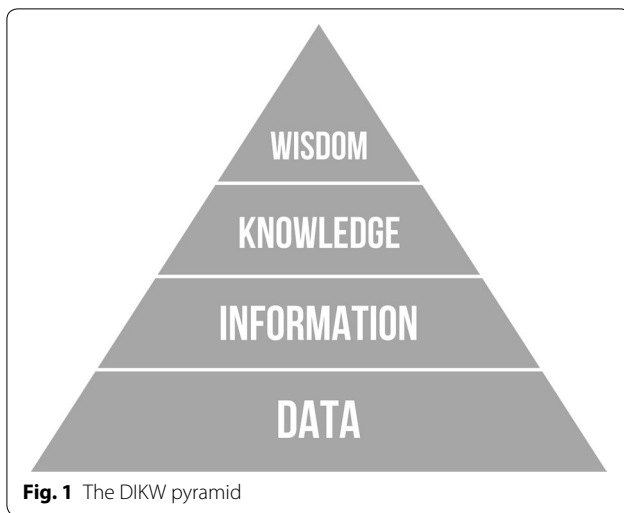 WISDOM
KNOWLEDGE
INFORMATION
DATA
Fig. 1 The DIKW pyramid